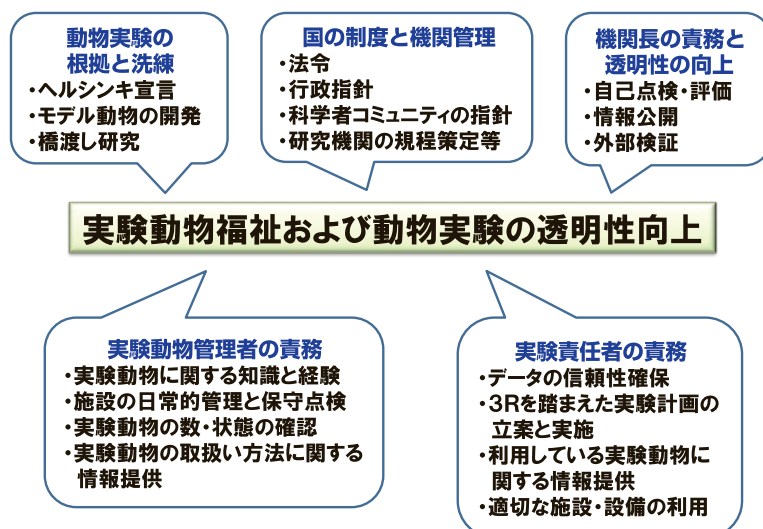 動物実験の
根拠と洗練
・ヘルシンキ宣言
・モデル動物の開発
・橋渡し研究
国の制度と機関管理
・法令
・行政指針
・科学者コミュニティの指針
・研究機関の規程策定等
機関長の責務と
透明性の向上
・自己点検・評価
・情報公開
・外部検証
実験動物福祉および動物実験の透明性向上
実験動物管理者の責務
・実験動物に関する知識と経験
・施設の日常的管理と保守点検
・実験動物の数・状態の確認
・実験動物の取扱い方法に関する
情報提供
実験責任者の責務
・データの信頼性確保
・3Rを踏まえた実験計画の
立案と実施
・利用している実験動物に
関する情報提供
・適切な施設・設備の利用